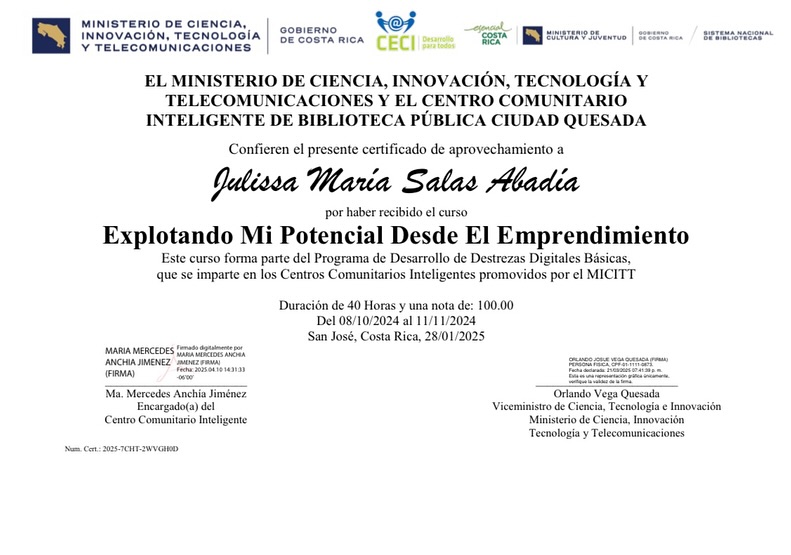 MINISTERIO DE CIENCIA,
INNOVACIÓN, TECNOLOGÍA
Y TELECOMUNICACIONES
GOBIERNO
DE COSTA RICA
CECI
Desarrollo
para todos
esencial
COSTA
RICA
MINISTERIO DE
CULTURA Y JUVENTUD
GOBIERNO
DE COSTA RICA
SISTEMA NACIONAL
DE BIBLIOTECAS
EL MINISTERIO DE CIENCIA, INNOVACIÓN, TECNOLOGÍA Y
TELECOMUNICACIONES Y EL CENTRO COMUNITARIO
INTELIGENTE DE BIBLIOTECA PÚBLICA CIUDAD QUESADA
Confieren el presente certificado de aprovechamiento a
Julissa María Salas Abadía
por haber recibido el curso
Explotando Mi Potencial Desde El Emprendimiento
Este curso forma parte del Programa de Desarrollo de Destrezas Digitales Básicas,
que se imparte en los Centros Comunitarios Inteligentes promovidos por el MICITT
Duración de 40 Horas y una nota de: 100.00
Del 08/10/2024 al 11/11/2024
San José, Costa Rica, 28/01/2025
MARIA MERCEDES
ANCHIA JIMENEZ
(FIRMA)
Firmado digitalmente por
MARIA MERCEDES ANCHIA
JIMENEZ (FIRMA)
Fecha: 2025.04.10 14:31:33
-06'00'
Ma. Mercedes Anchía Jiménez
Encargado(a) del
Centro Comunitario Inteligente
ORLANDO JOSUE VEGA QUESADA (FIRMA)
PERSONA FISICA, CPF-01-1111-0873.
Fecha declarada: 21/03/2025 07:41:39 p. m.
Esta es una representación gráfica únicamente,
verifique la validez de la firma.
Orlando Vega Quesada
Viceministro de Ciencia, Tecnología e Innovación
Ministerio de Ciencia, Innovación
Tecnología y Telecomunicaciones
Num. Cert.: 2025-7CHT-2WVGH0D